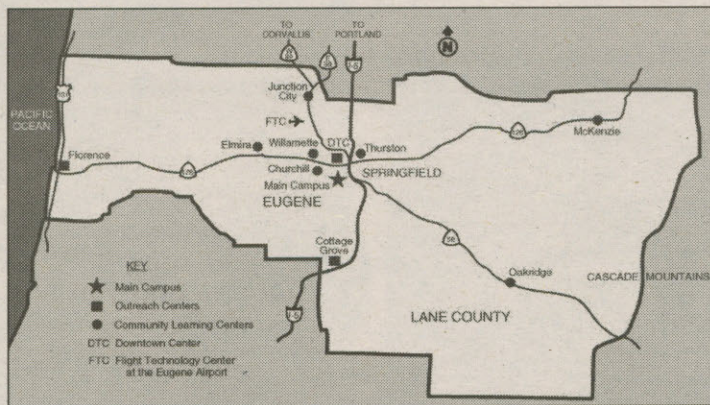 TO
CORVALLIS
TO
PORTLAND
N
I-5
Junction
City
FTC
PACIFIC
OCEAN
McKenzie
Elmira
Willamette
DTC
Thurston
126
Florence
126
Churchill
SPRINGFIELD
Main Campus
EUGENE
58
Cottage
Grove
KEY
Main Campus
Outreach Centers
Community Learning Centers
DTC Downtown Center
FTC Flight Technology Center
at the Eugene Airport
I-5
Oakridge
CASCADE MOUNTAINS
LANE COUNTY